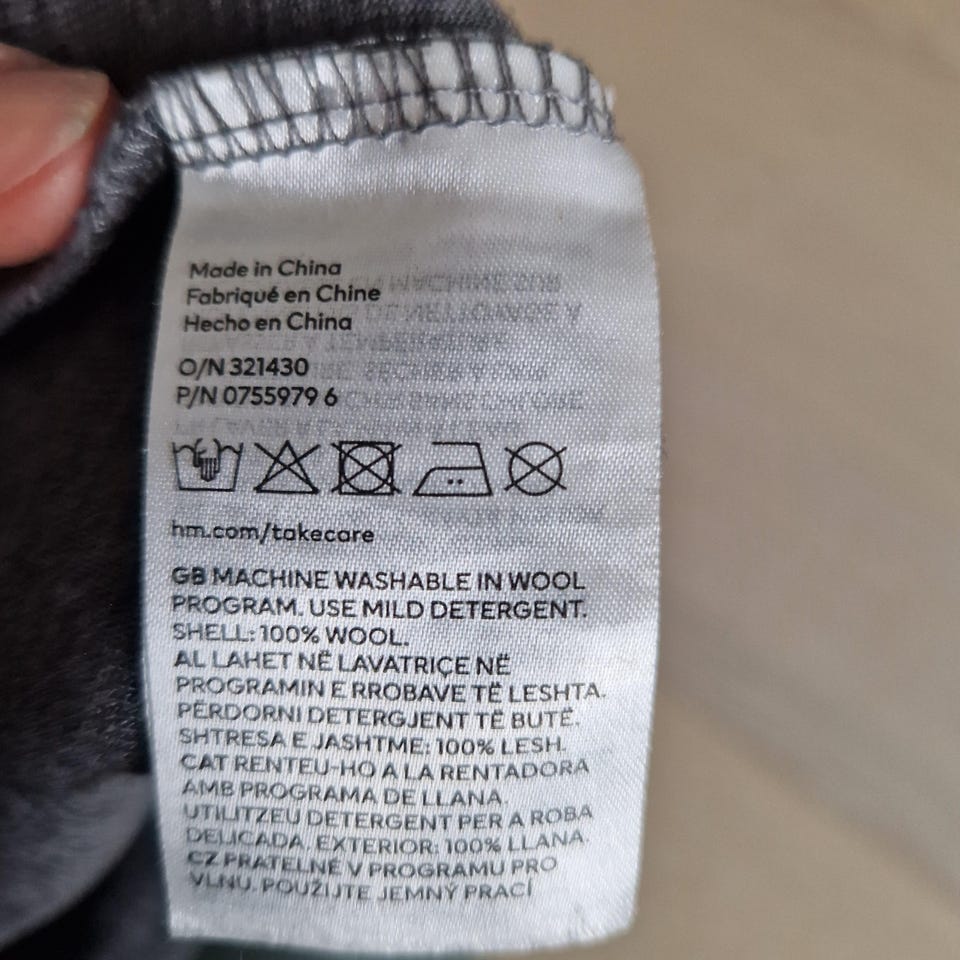 Made in China
Fabriqué en Chine
Hecho en China
O/N 321430
P/N 0755979 6
hm.com/takecare
GB MACHINE WASHABLE IN WOOL
PROGRAM. USE MILD DETERGENT.
SHELL: 100% WOOL.
AL LAHET NË LAVATRIÇE NË
PROGRAMIN E RROBAVE TË LESHTA.
PËRDORNI DETERGJENT TË BUTË.
SHTRESA E JASHTME: 100% LESH.
CAT RENTEU-HO A LA RENTADORA
AMB PROGRAMA DE LLANA.
UTILITZEU DETERGENT PER A ROBA
DELICADA. EXTERIOR: 100% LLANA.
CZ PRATELNÉ V PROGRAMU PRO
VLNU. POUŽIJTE JEMNÝ PRACÍ